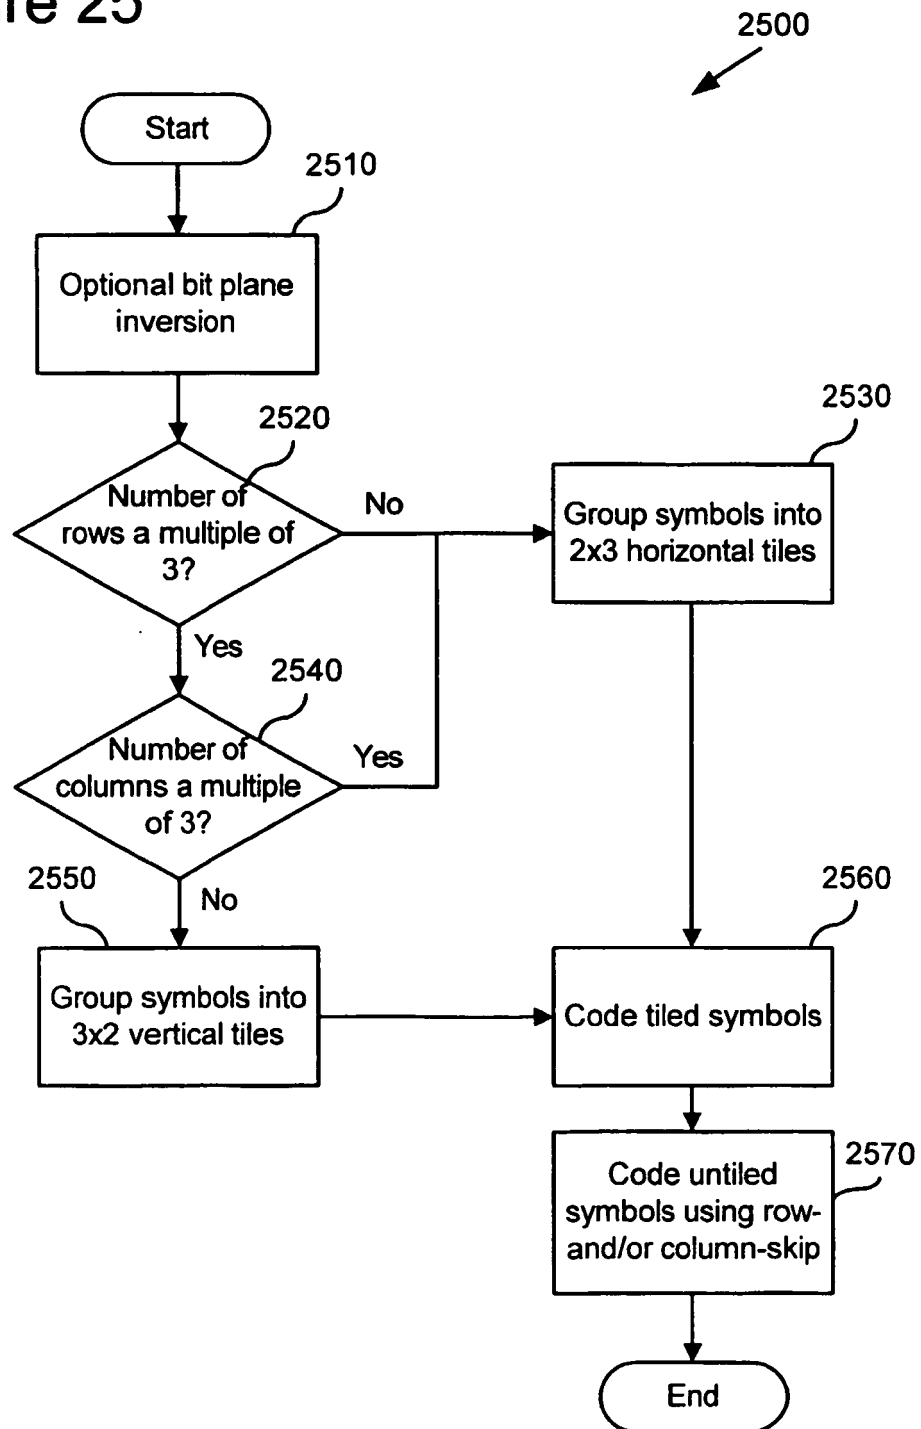 re 25
2500
Start
2510
Optional bit plane
inversion
2520
Number of
rows a multiple of
3?
No
2530
Group symbols into
2x3 horizontal tiles
Yes
2540
Number of
columns a multiple
of 3?
Yes
2550
No
Group symbols into
3x2 vertical tiles
2560
Code tiled symbols
2570
Code untiled
symbols using row-
and/or column-skip
End